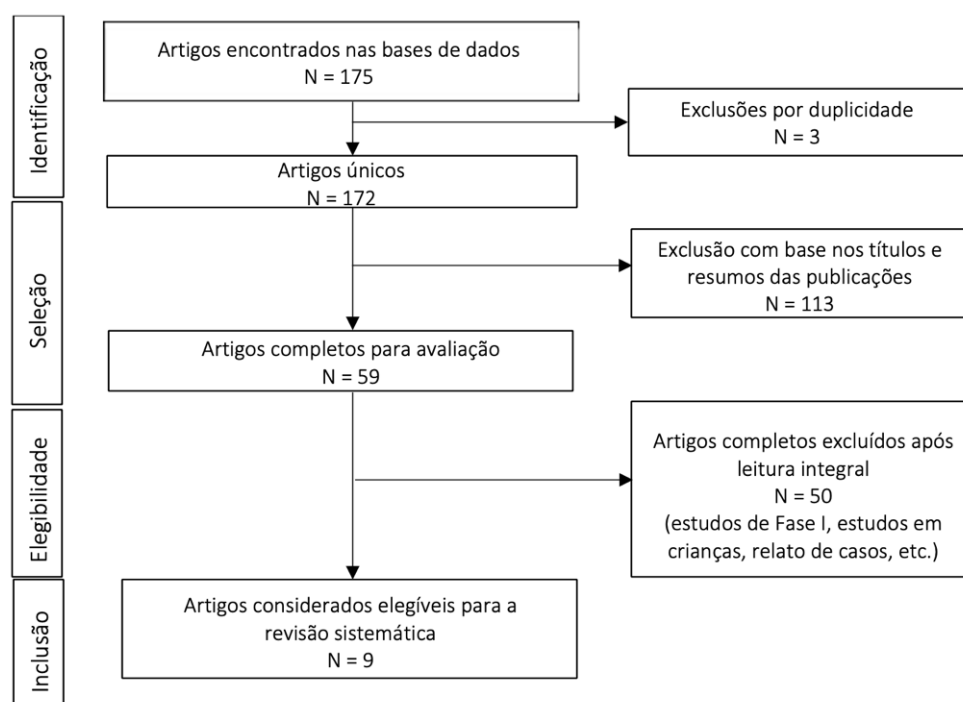 Identificação
Artigos encontrados nas bases de dados
N = 175
Exclusões por duplicidade
N = 3
Artigos únicos
N = 172
Seleção
Exclusão com base nos títulos e
resumos das publicações
N = 113
Artigos completos para avaliação
N = 59
Elegibilidade
Artigos completos excluídos após
leitura integral
N = 50
(estudos de Fase I, estudos em
crianças, relato de casos, etc.)
Inclusão
Artigos considerados elegíveis para a
revisão sistemática
N = 9